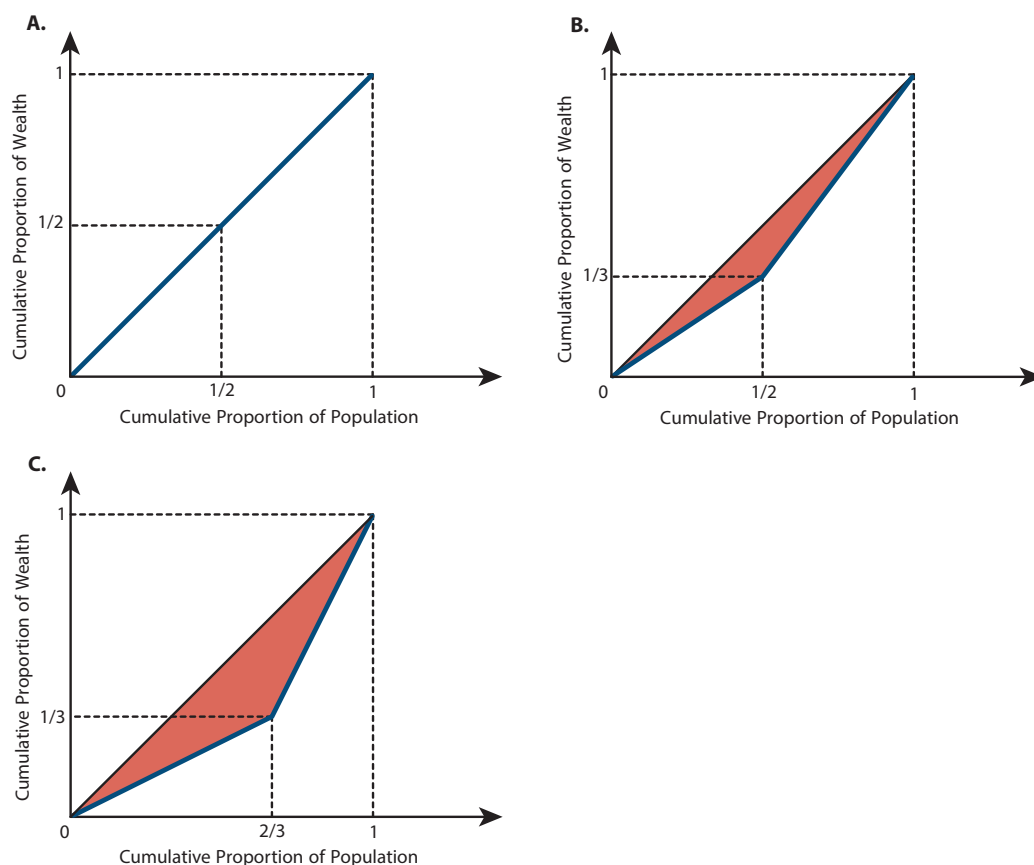 A.
1
1/2
0
1/2
1
Cumulative Proportion of Wealth
Cumulative Proportion of Population
B.
1
1/3
0
1/2
1
Cumulative Proportion of Wealth
Cumulative Proportion of Population
C.
1
1/3
0
2/3
1
Cumulative Proportion of Wealth
Cumulative Proportion of Population